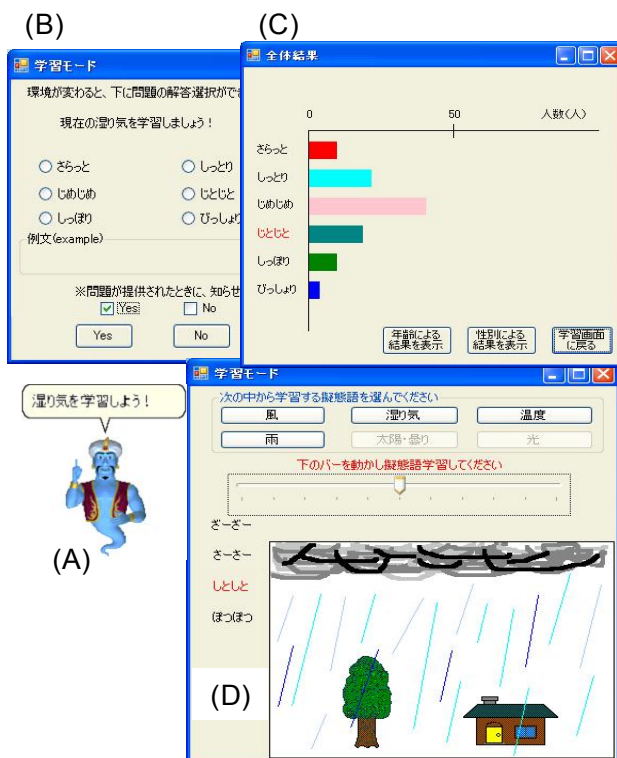 (B)
学習モード
環境が変わると、下に問題の解答選択ができ
現在の湿り気を学習しましょう!
さらっと
しっとり
じめじめ
じとじと
しっぽり
びっしょり
例文(example)
※問題が提供されたときに、知らせ
Yes
No
Yes
No
(C)
全体結果
0
50
人数(人)
さらっと
しっとり
じめじめ
じとじと
しっぽり
びっしょり
年齢による
結果を表示
性別による
結果を表示
学習画面
に戻る
湿り気を学習しよう!
(A)
学習モード
次の中から学習する擬態語を選んでください
風
湿り気
温度
雨
太陽・曇り
光
下のバーを動かし擬態語学習してください
ざーざー
さーさー
しとしと
ぽつぽつ
(D)